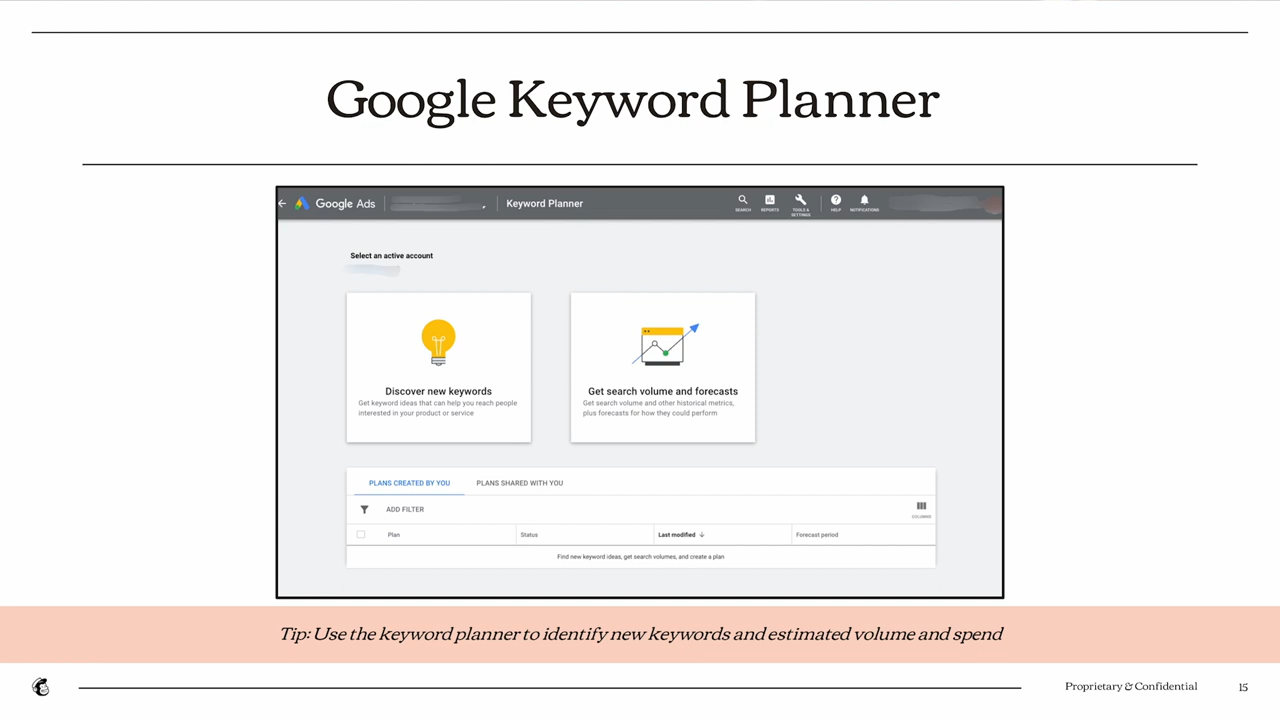 Google Keyword Planner
Google Ads
Keyword Planner
SEARCH
REPORTS
TOOLS &
SETTINGS
HELP
NOTIFICATIONS
Select an active account
Discover new keywords
Get keyword ideas that can help you reach people
interested in your product or service
Get search volume and forecasts
Get search volume and other historical metrics,
plus forecasts for how they could perform
PLANS CREATED BY YOU
PLANS SHARED WITH YOU
ADD FILTER
COLUMNS
Plan
Status
Last modified
Forecast period
Find new keyword ideas, get search volumes, and create a plan
Tip: Use the keyword planner to identify new keywords and estimated volume and spend
Proprietary & Confidential
15